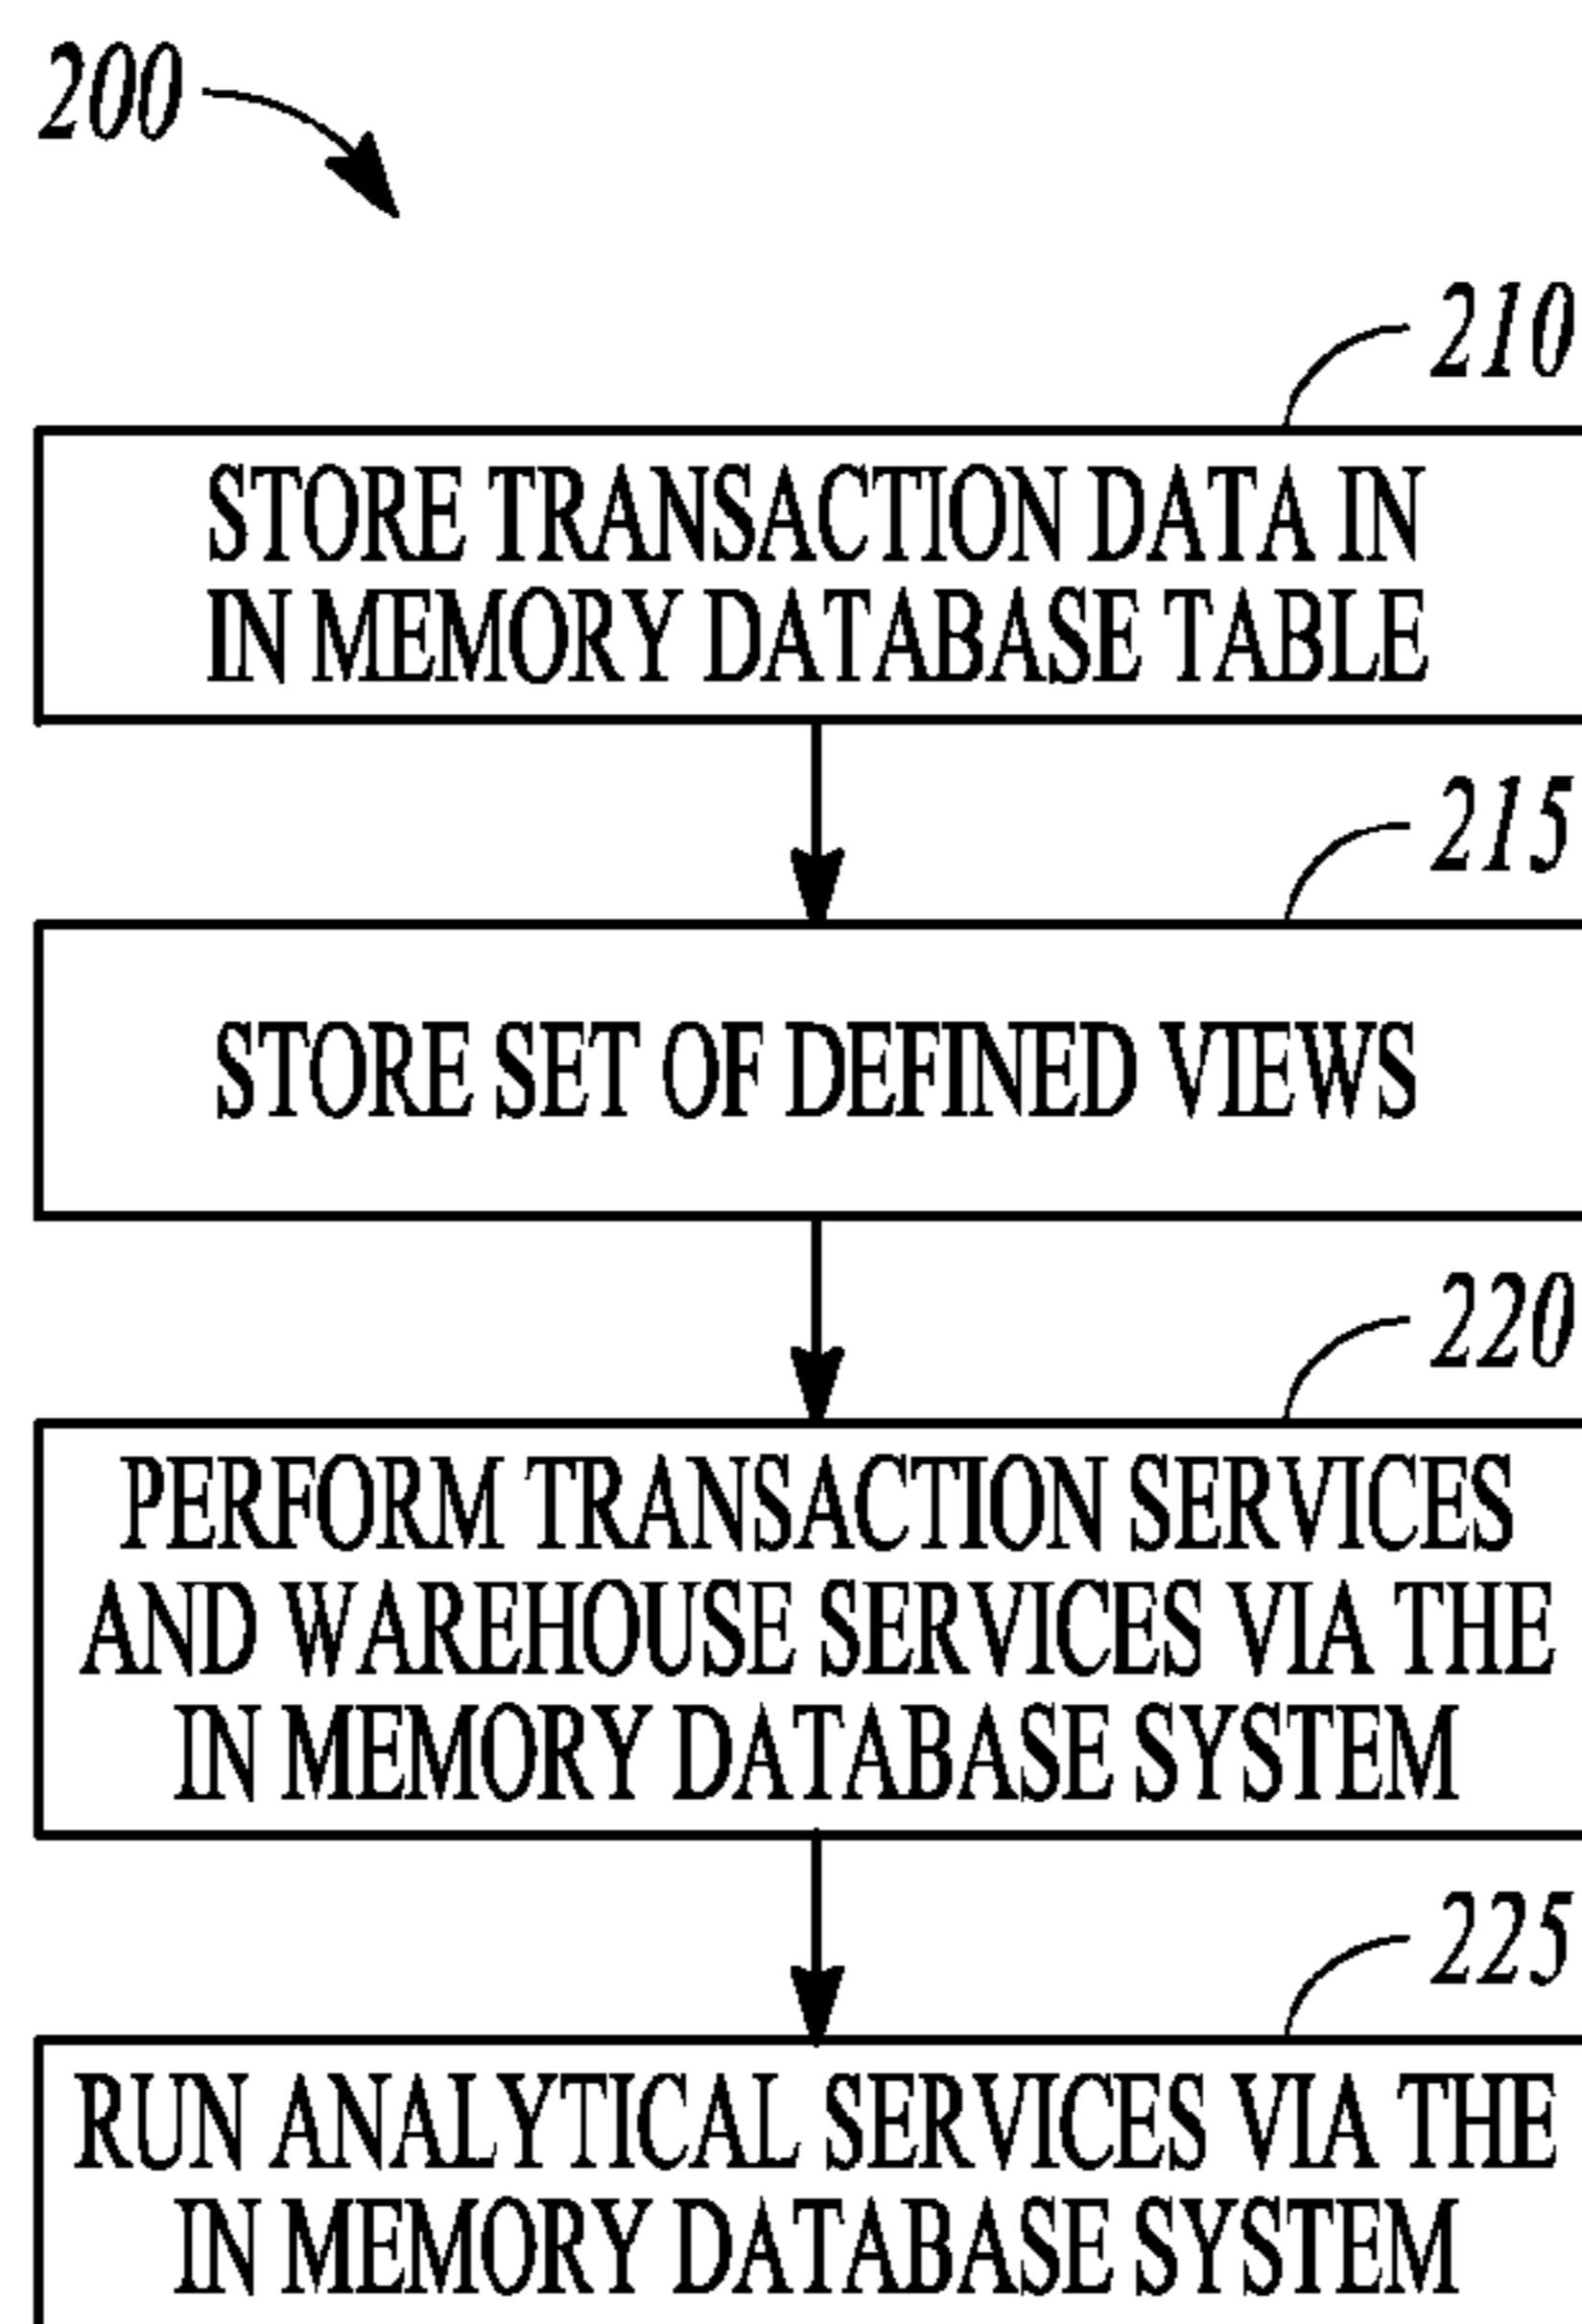 200
210
STORE TRANSACTION DATA IN
IN MEMORY DATABASE TABLE
215
STORE SET OF DEFINED VIEWS
220
PERFORM TRANSACTION SERVICES
AND WAREHOUSE SERVICES VIA THE
IN MEMORY DATABASE SYSTEM
225
RUN ANALYTICAL SERVICES VIA THE
IN MEMORY DATABASE SYSTEM